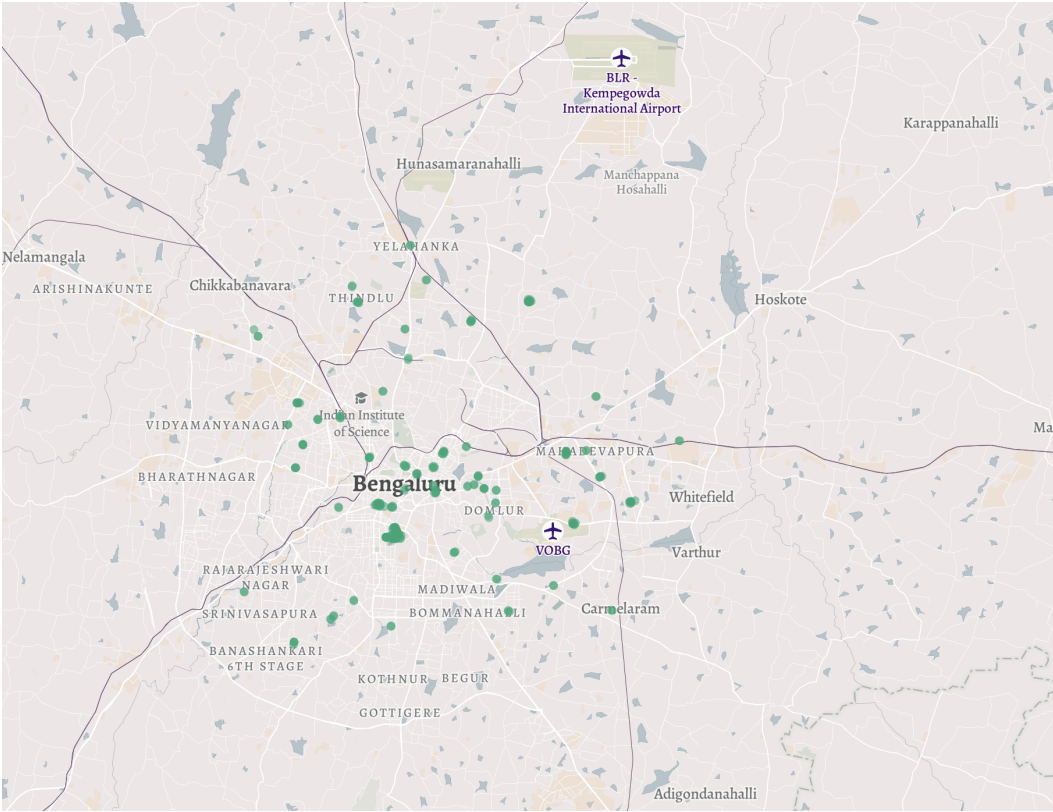 BLR -
Kempegowda
International Airport
Karappanahalli
Hunasamaranahalli
Manchappana
Hosahalli
YELAHANKA
Nelamangala
ARISHINAKUNTE
Chikkabanavara
THINDLU
Hoskote
Indian Institute
of Science
VIDYAMANYANAGAR
Ma
MAHADEVAPURA
BHARATHNAGAR
Bengaluru
Whitefield
DOMLUR
VOBG
Varthur
RAJARAJESHWARI
NAGAR
MADIWALA
SRINIVASAPURA
BOMMANAHALLI
Carmelaram
BANASHANKARI
6TH STAGE
KOTHNUR
BEGUR
GOTTIGERE
Adigondanahalli